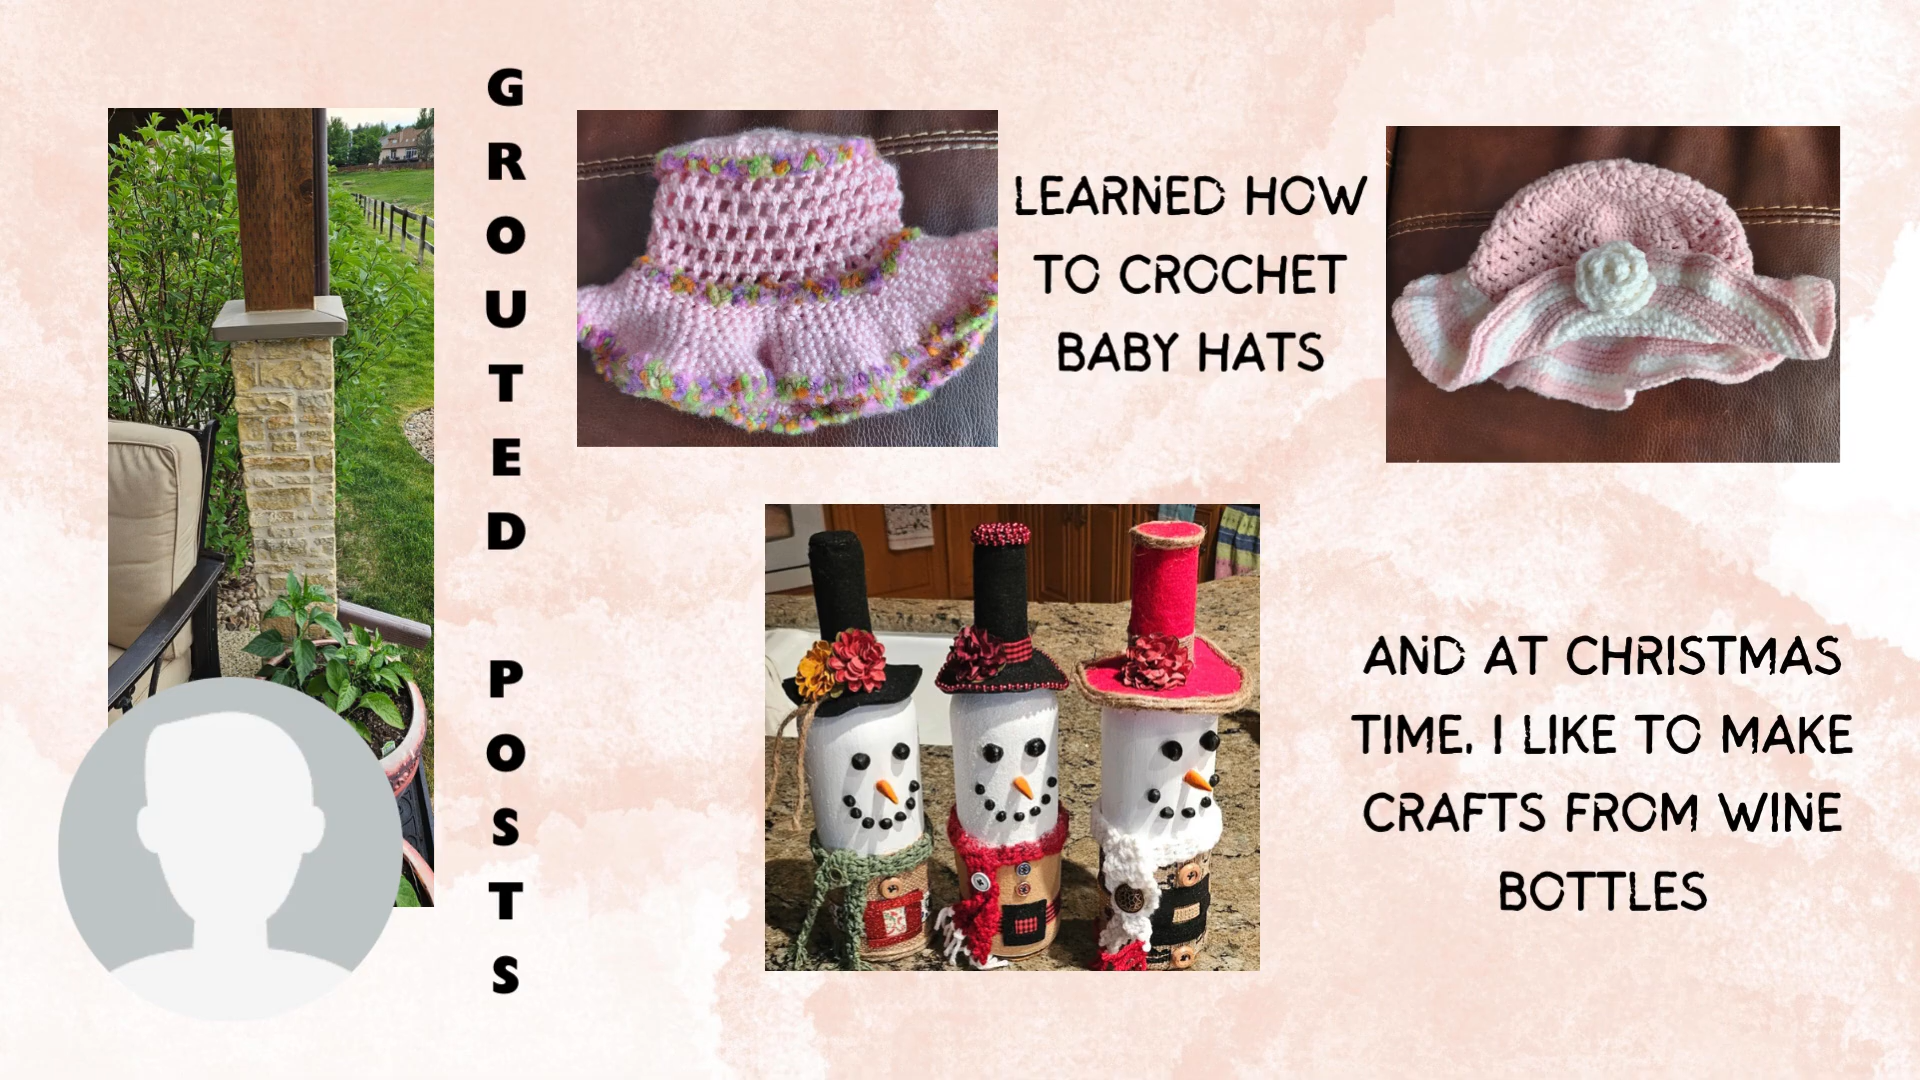 GROUTED POSTS
LEARNED HOW
TO CROCHET
BABY HATS
AND AT CHRISTMAS
TIME, I LIKE TO MAKE
CRAFTS FROM WINE
BOTTLES